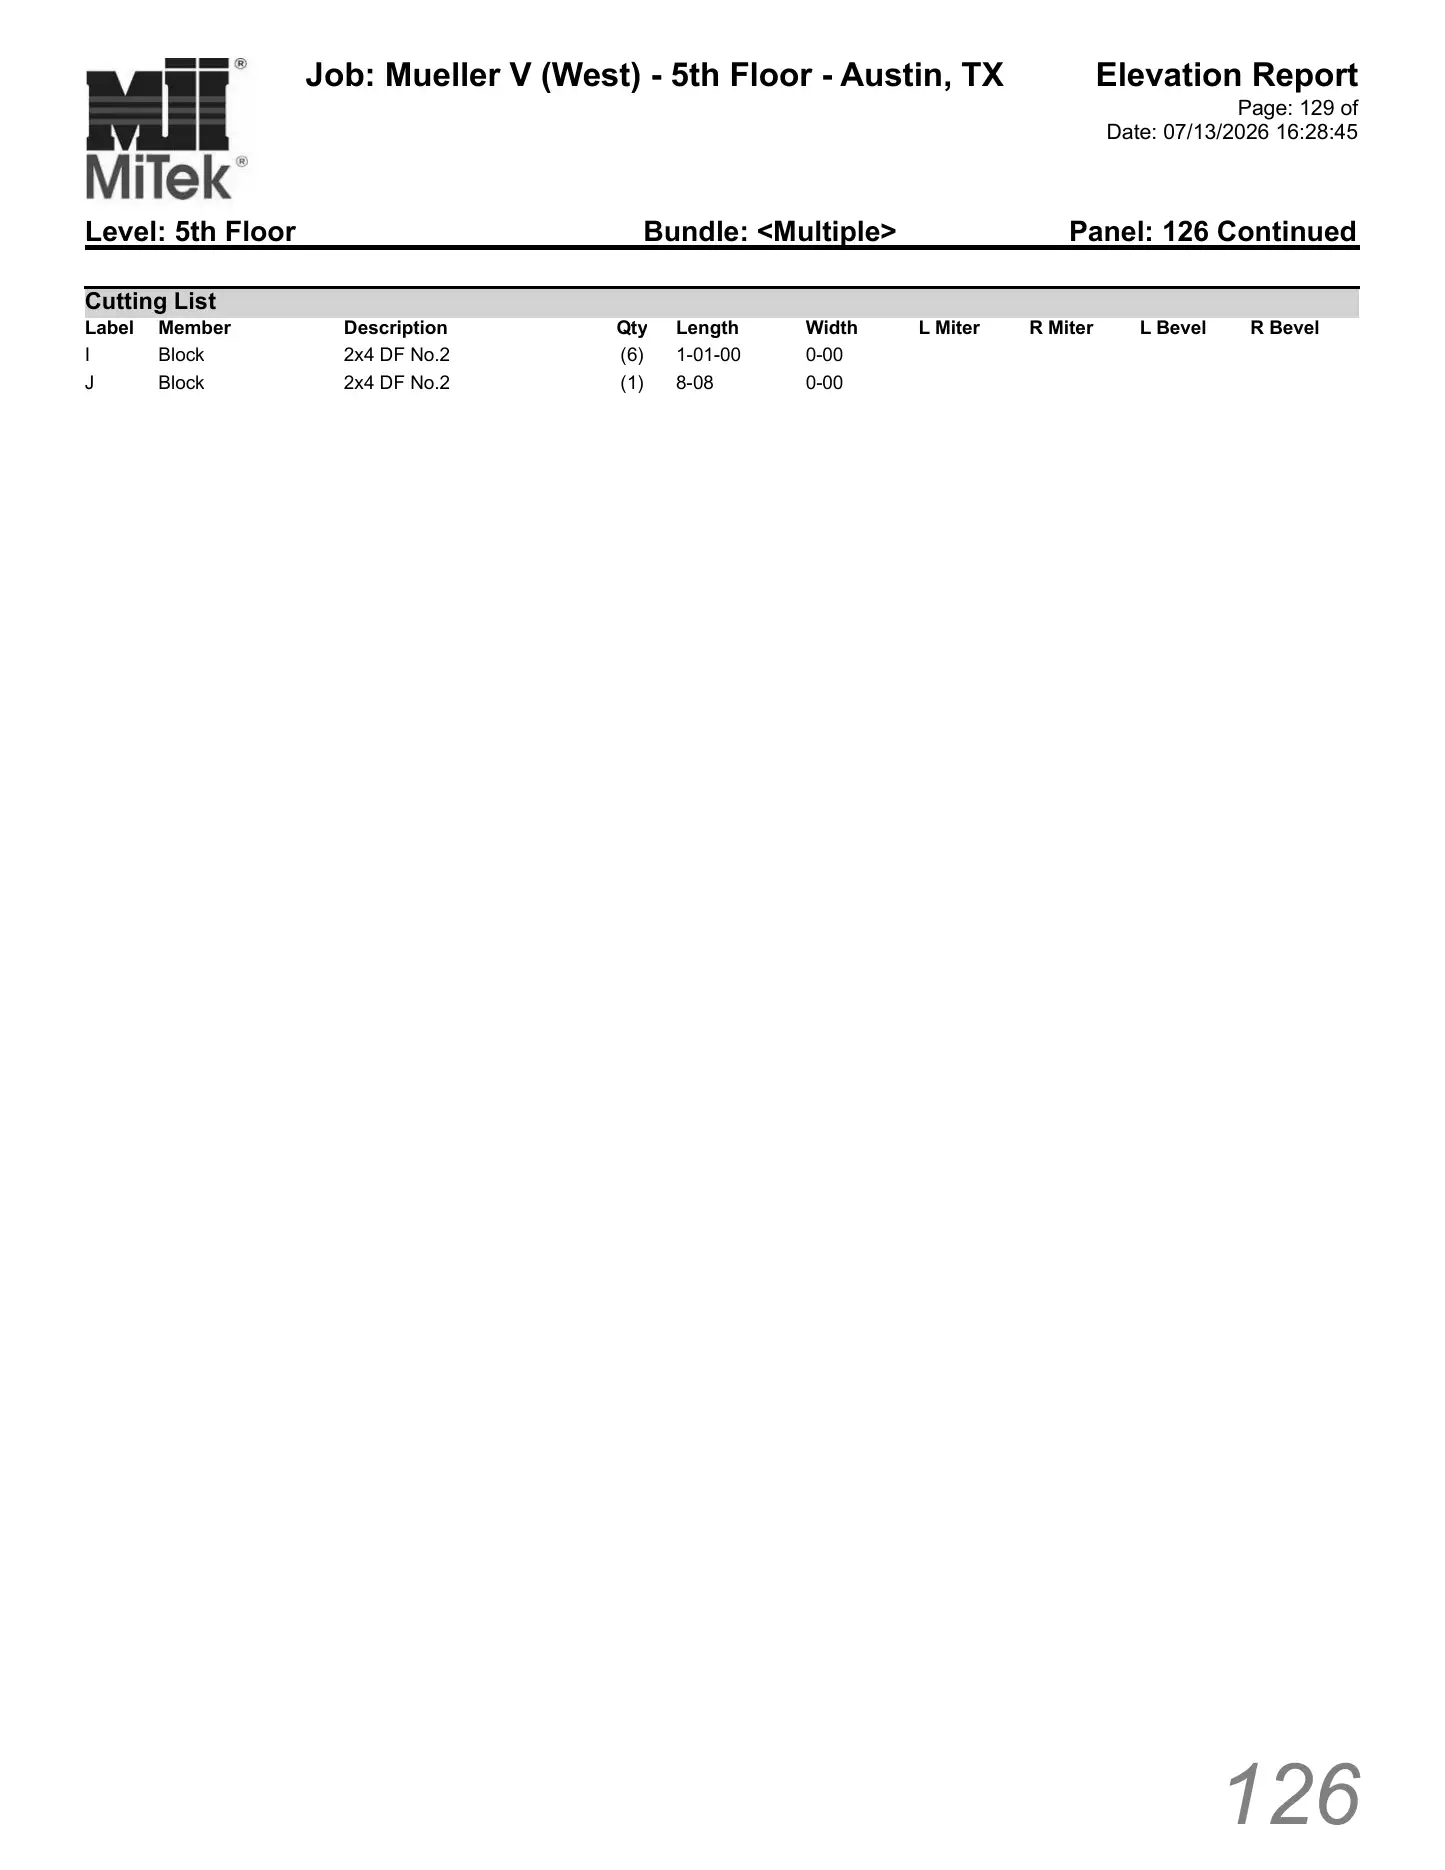 Job: Mueller V (West) - 5th Floor - Austin, TX
Elevation Report
Page: 129 of
Date: 07/13/2026 16:28:45
®
MiTek®
Level: 5th Floor Bundle: <Multiple> Panel: 126 Continued
Cutting List
Label Member Description Qty Length Width L Miter R Miter L Bevel R Bevel
I Block 2x4 DF No.2 (6) 1-01-00 0-00
J Block 2x4 DF No.2 (1) 8-08 0-00
126